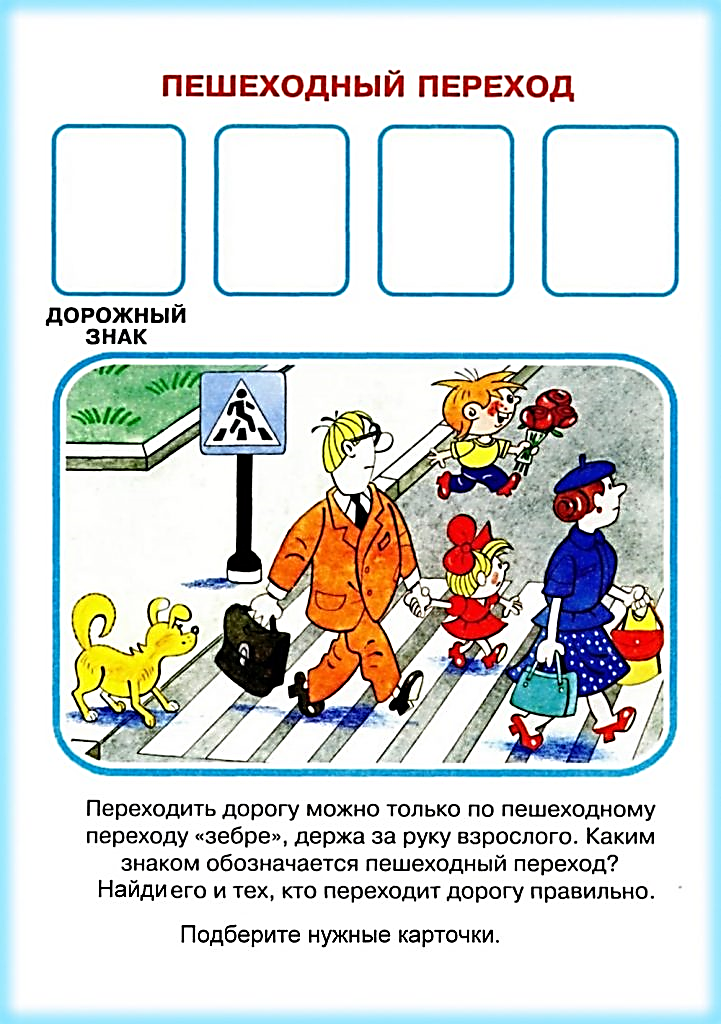 ПЕШЕХОДНЫЙ ПЕРЕХОД
ДОРОЖНЫЙ
ЗНАК
Переходить дорогу можно только по пешеходному
переходу «зебре», держа за руку взрослого. Каким
знаком обозначается пешеходный переход?
Найди его и тех, кто переходит дорогу правильно.
Подберите нужные карточки.